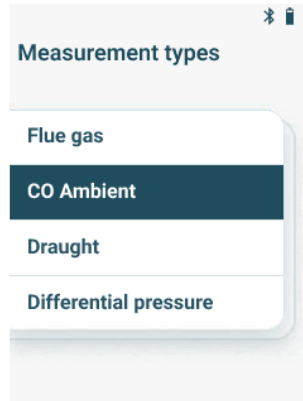 Measurement types
Flue gas
CO Ambient
Draught
Differential pressure